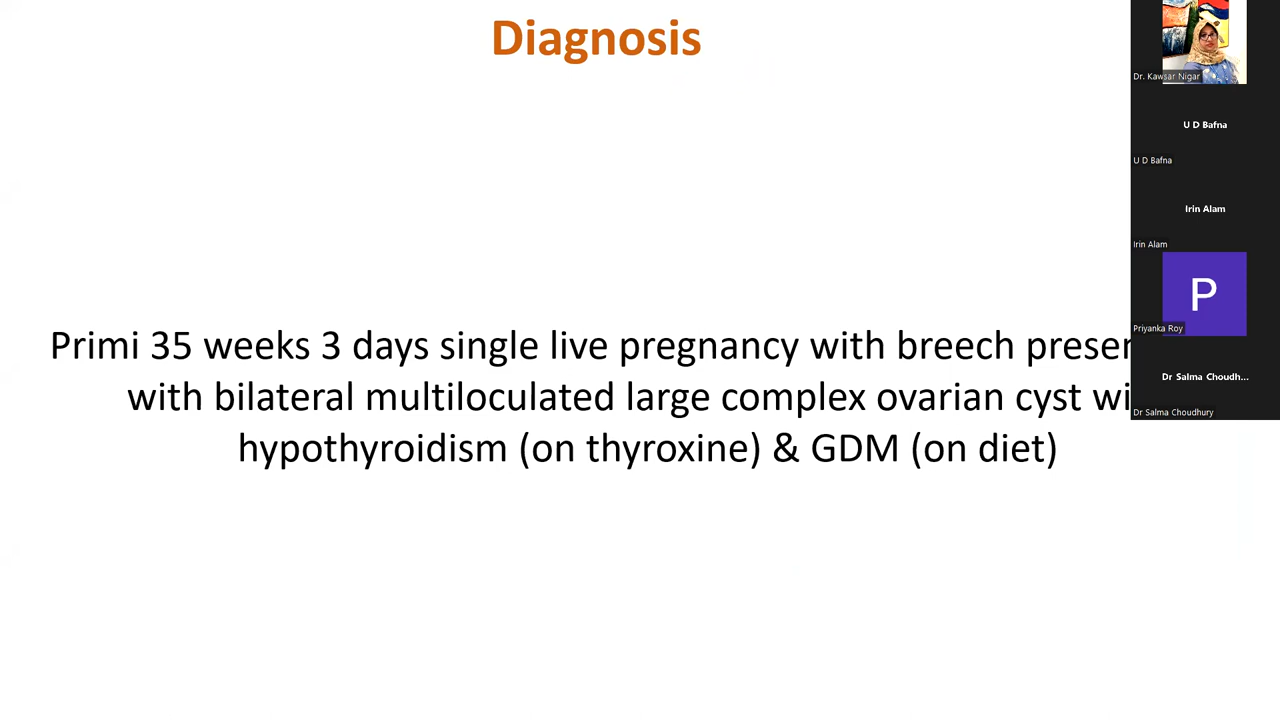 Diagnosis
Primi 35 weeks 3 days single live pregnancy with breech
with bilateral multiloculated large complex ovarian cyst
hypothyroidism (on thyroxine) & GDM (on diet)
Dr. Kawsar Nigar
U D Bafna
U D Bafna
Irin Alam
Irin Alam
P
Priyanka Roy
Dr Salma Choudh...
Dr Salma Choudhury